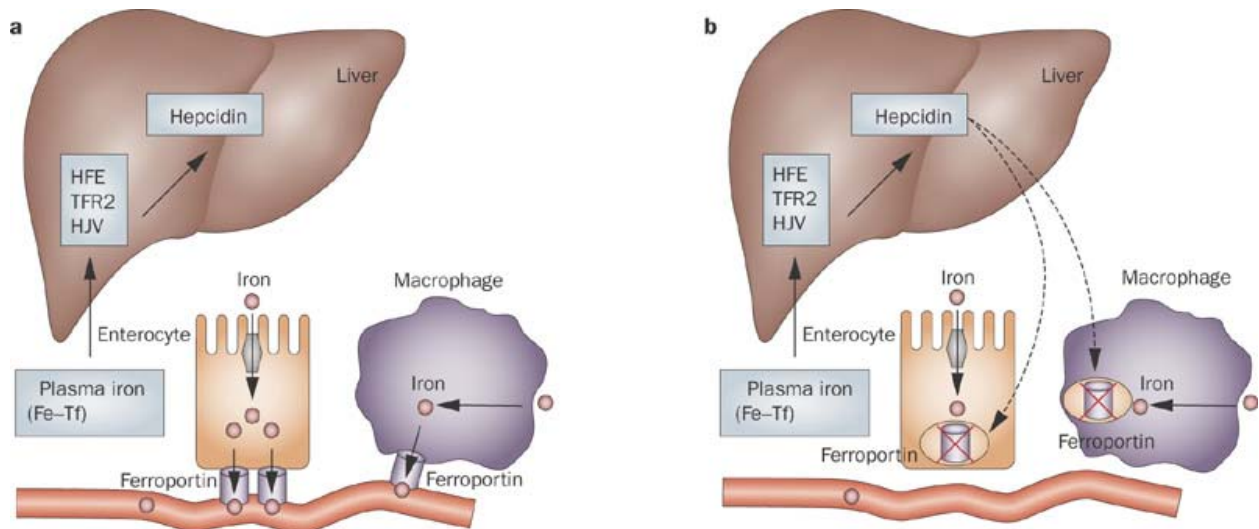 a
Liver
Hepcidin
HFE
TFR2
HJV
Iron
Macrophage
Enterocyte
Plasma iron
(Fe–Tf)
Iron
Ferroportin
Ferroportin
b
Liver
Hepcidin
HFE
TFR2
HJV
Iron
Macrophage
Enterocyte
Plasma iron
(Fe–Tf)
Iron
Ferroportin
Ferroportin